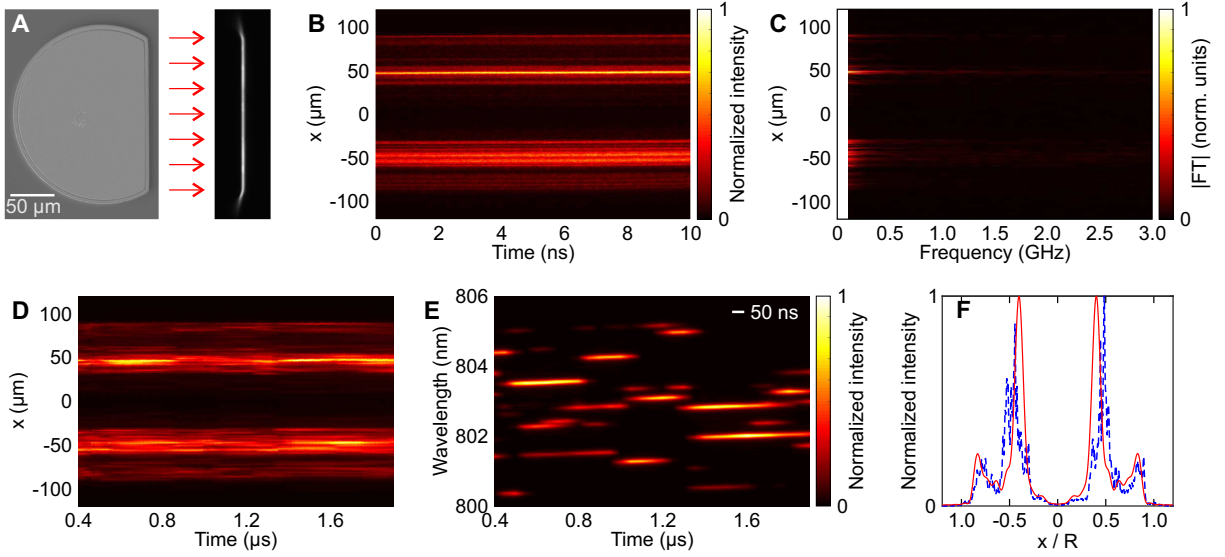 A
50 µm
B
x (µm)
100
50
0
-50
-100
0 2 4 6 8 10
Time (ns)
1
0
Normalized intensity
C
x (µm)
100
50
0
-50
-100
0 0.5 1.0 1.5 2.0 2.5 3.0
Frequency (GHz)
1
0
|FT| (norm. units)
D
x (µm)
100
50
0
-50
-100
0.4 0.8 1.2 1.6
Time (µs)
E
50 ns
Wavelength (nm)
806
804
802
800
0.4 0.8 1.2 1.6
Time (µs)
1
0
Normalized intensity
F
Normalized intensity
1
0
1.0 -0.5 0 0.5 1.0
x / R